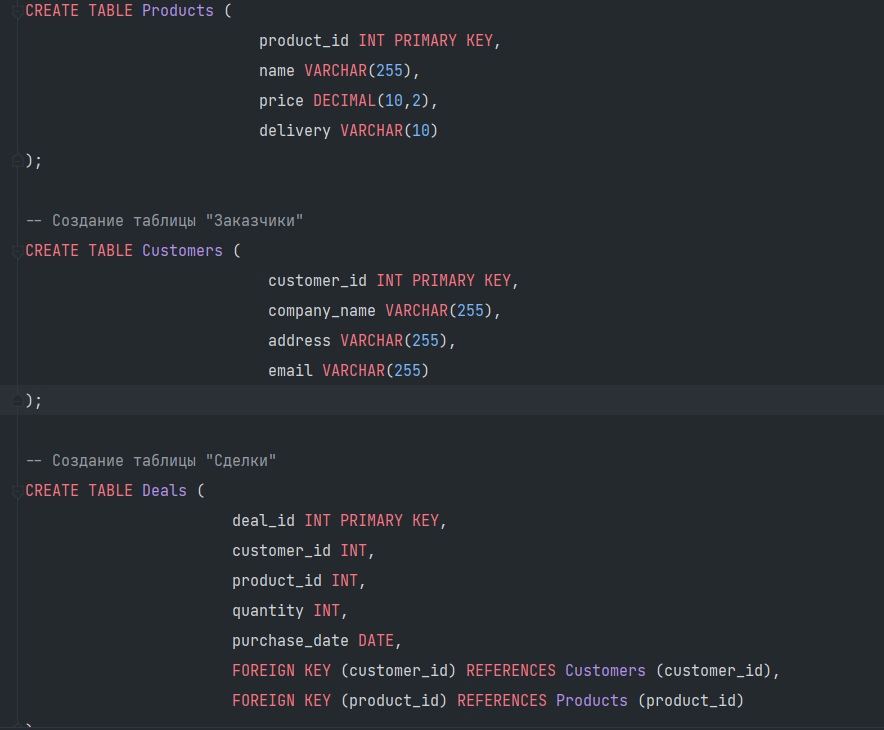 CREATE TABLE Products (
product_id INT PRIMARY KEY,
name VARCHAR(255),
price DECIMAL(10,2),
delivery VARCHAR(10)
);
-- Создание таблицы "Заказчики"
CREATE TABLE Customers (
customer_id INT PRIMARY KEY,
company_name VARCHAR(255),
address VARCHAR(255),
email VARCHAR(255)
);
-- Создание таблицы "Сделки"
CREATE TABLE Deals (
deal_id INT PRIMARY KEY,
customer_id INT,
product_id INT,
quantity INT,
purchase_date DATE,
FOREIGN KEY (customer_id) REFERENCES Customers (customer_id),
FOREIGN KEY (product_id) REFERENCES Products (product_id)